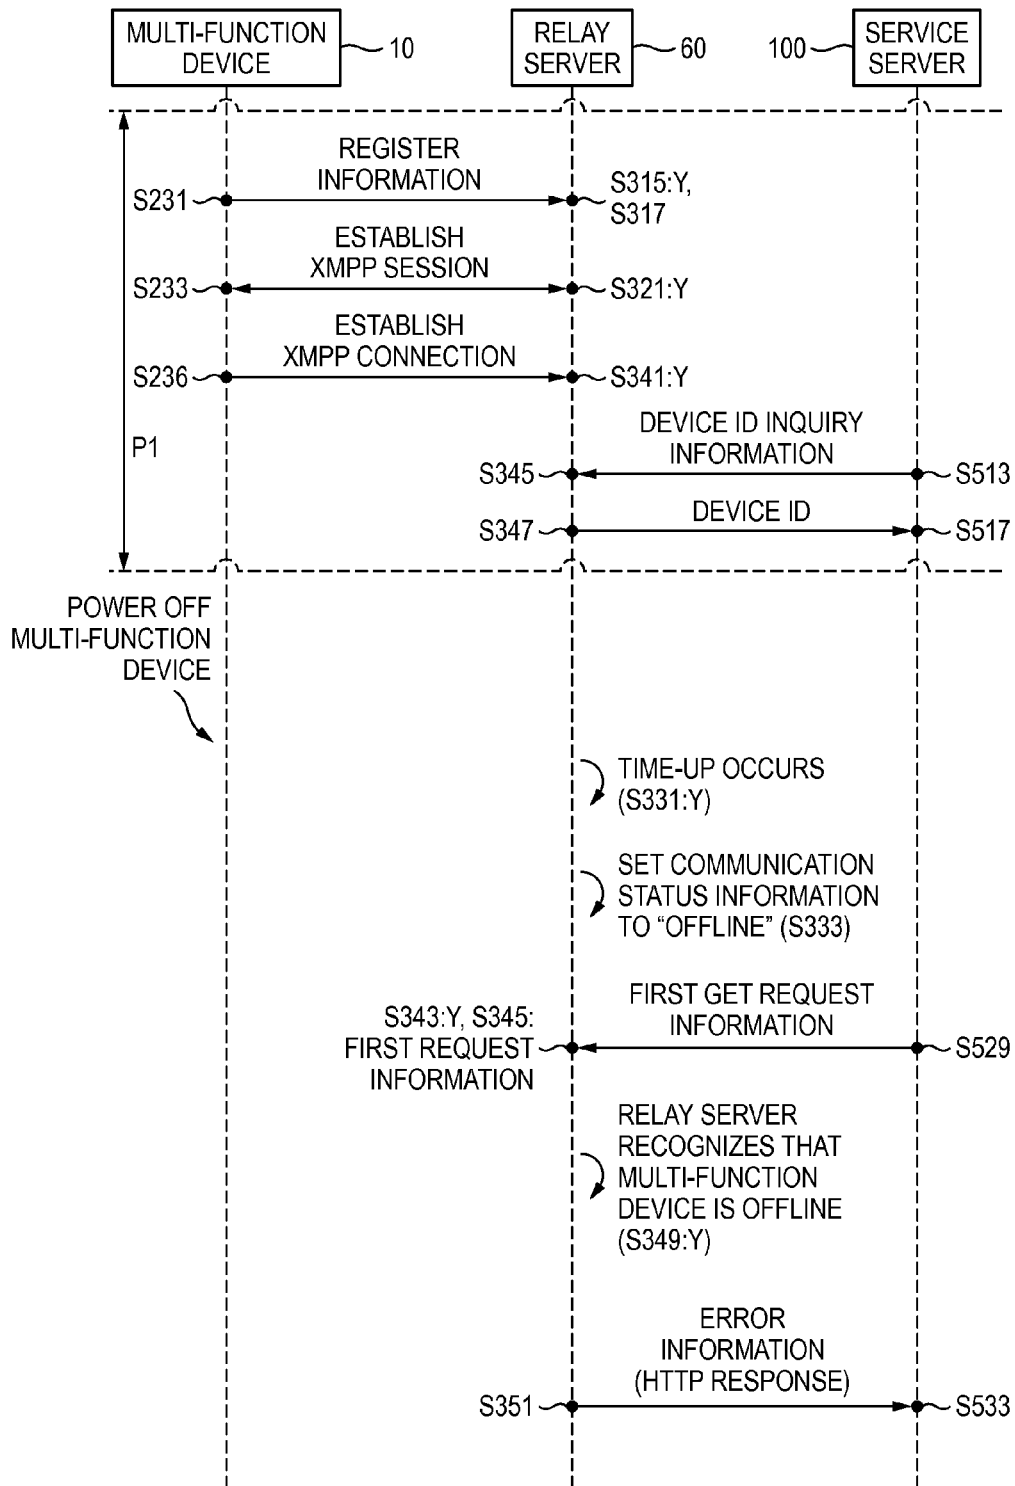 MULTI-FUNCTION
DEVICE
10
RELAY
SERVER
60
100
SERVICE
SERVER
REGISTER
INFORMATION
S231
S315:Y,
S317
ESTABLISH
XMPP SESSION
S233
S321:Y
ESTABLISH
XMPP CONNECTION
S236
S341:Y
P1
DEVICE ID INQUIRY
INFORMATION
S345
S513
DEVICE ID
S347
S517
POWER OFF
MULTI-FUNCTION
DEVICE
TIME-UP OCCURS
(S331:Y)
SET COMMUNICATION
STATUS INFORMATION
TO “OFFLINE” (S333)
FIRST GET REQUEST
INFORMATION
S343:Y, S345:
FIRST REQUEST
INFORMATION
S529
RELAY SERVER
RECOGNIZES THAT
MULTI-FUNCTION
DEVICE IS OFFLINE
(S349:Y)
ERROR
INFORMATION
(HTTP RESPONSE)
S351
S533